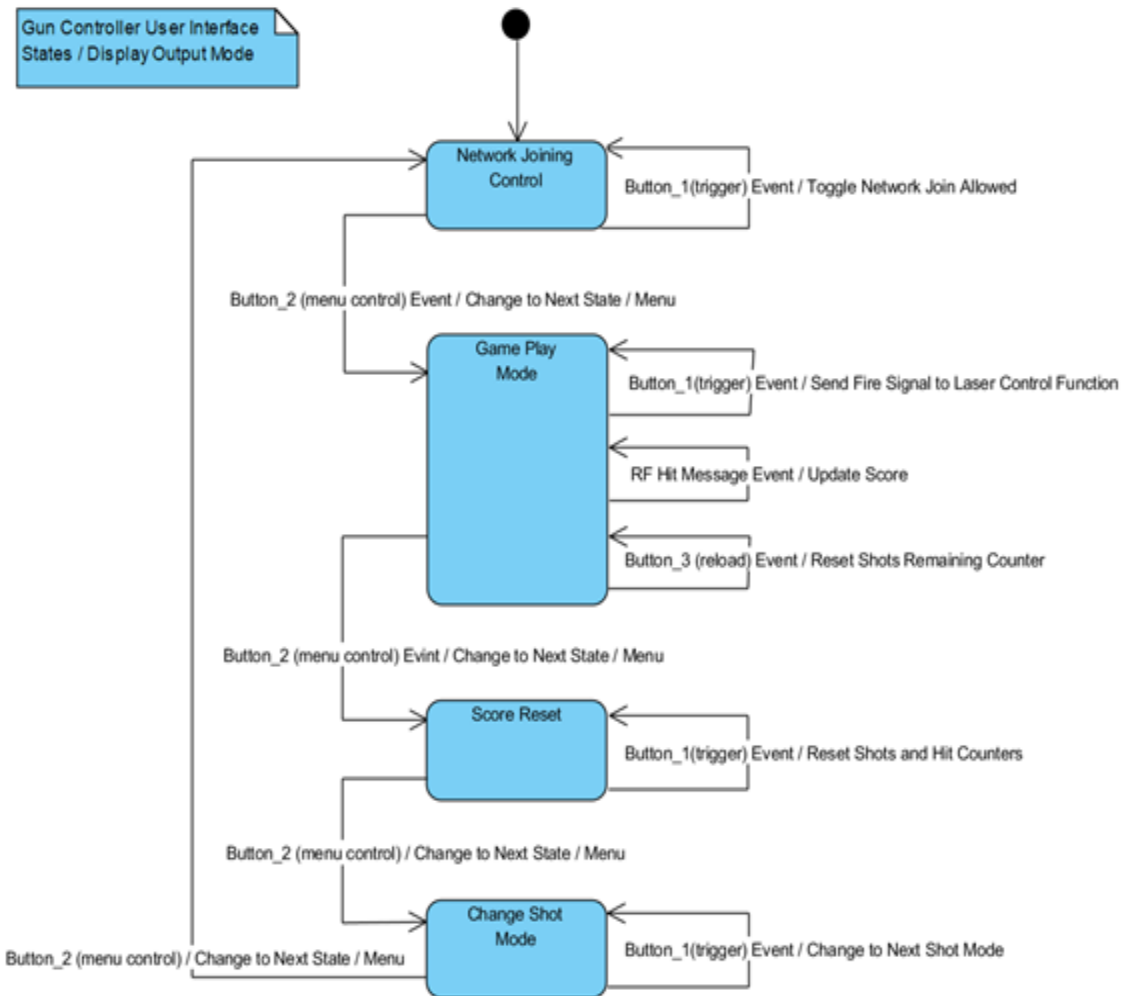 Gun Controller User Interface
States / Display Output Mode
Network Joining
Control
Button_1(trigger) Event / Toggle Network Join Allowed
Button_2 (menu control) Event / Change to Next State / Menu
Game Play
Mode
Button_1(trigger) Event / Send Fire Signal to Laser Control Function
RF Hit Message Event / Update Score
Button_3 (reload) Event / Reset Shots Remaining Counter
Button_2 (menu control) Evint / Change to Next State / Menu
Score Reset
Button_1(trigger) Event / Reset Shots and Hit Counters
Button_2 (menu control) / Change to Next State / Menu
Change Shot
Mode
Button_1(trigger) Event / Change to Next Shot Mode
Button_2 (menu control) / Change to Next State / Menu